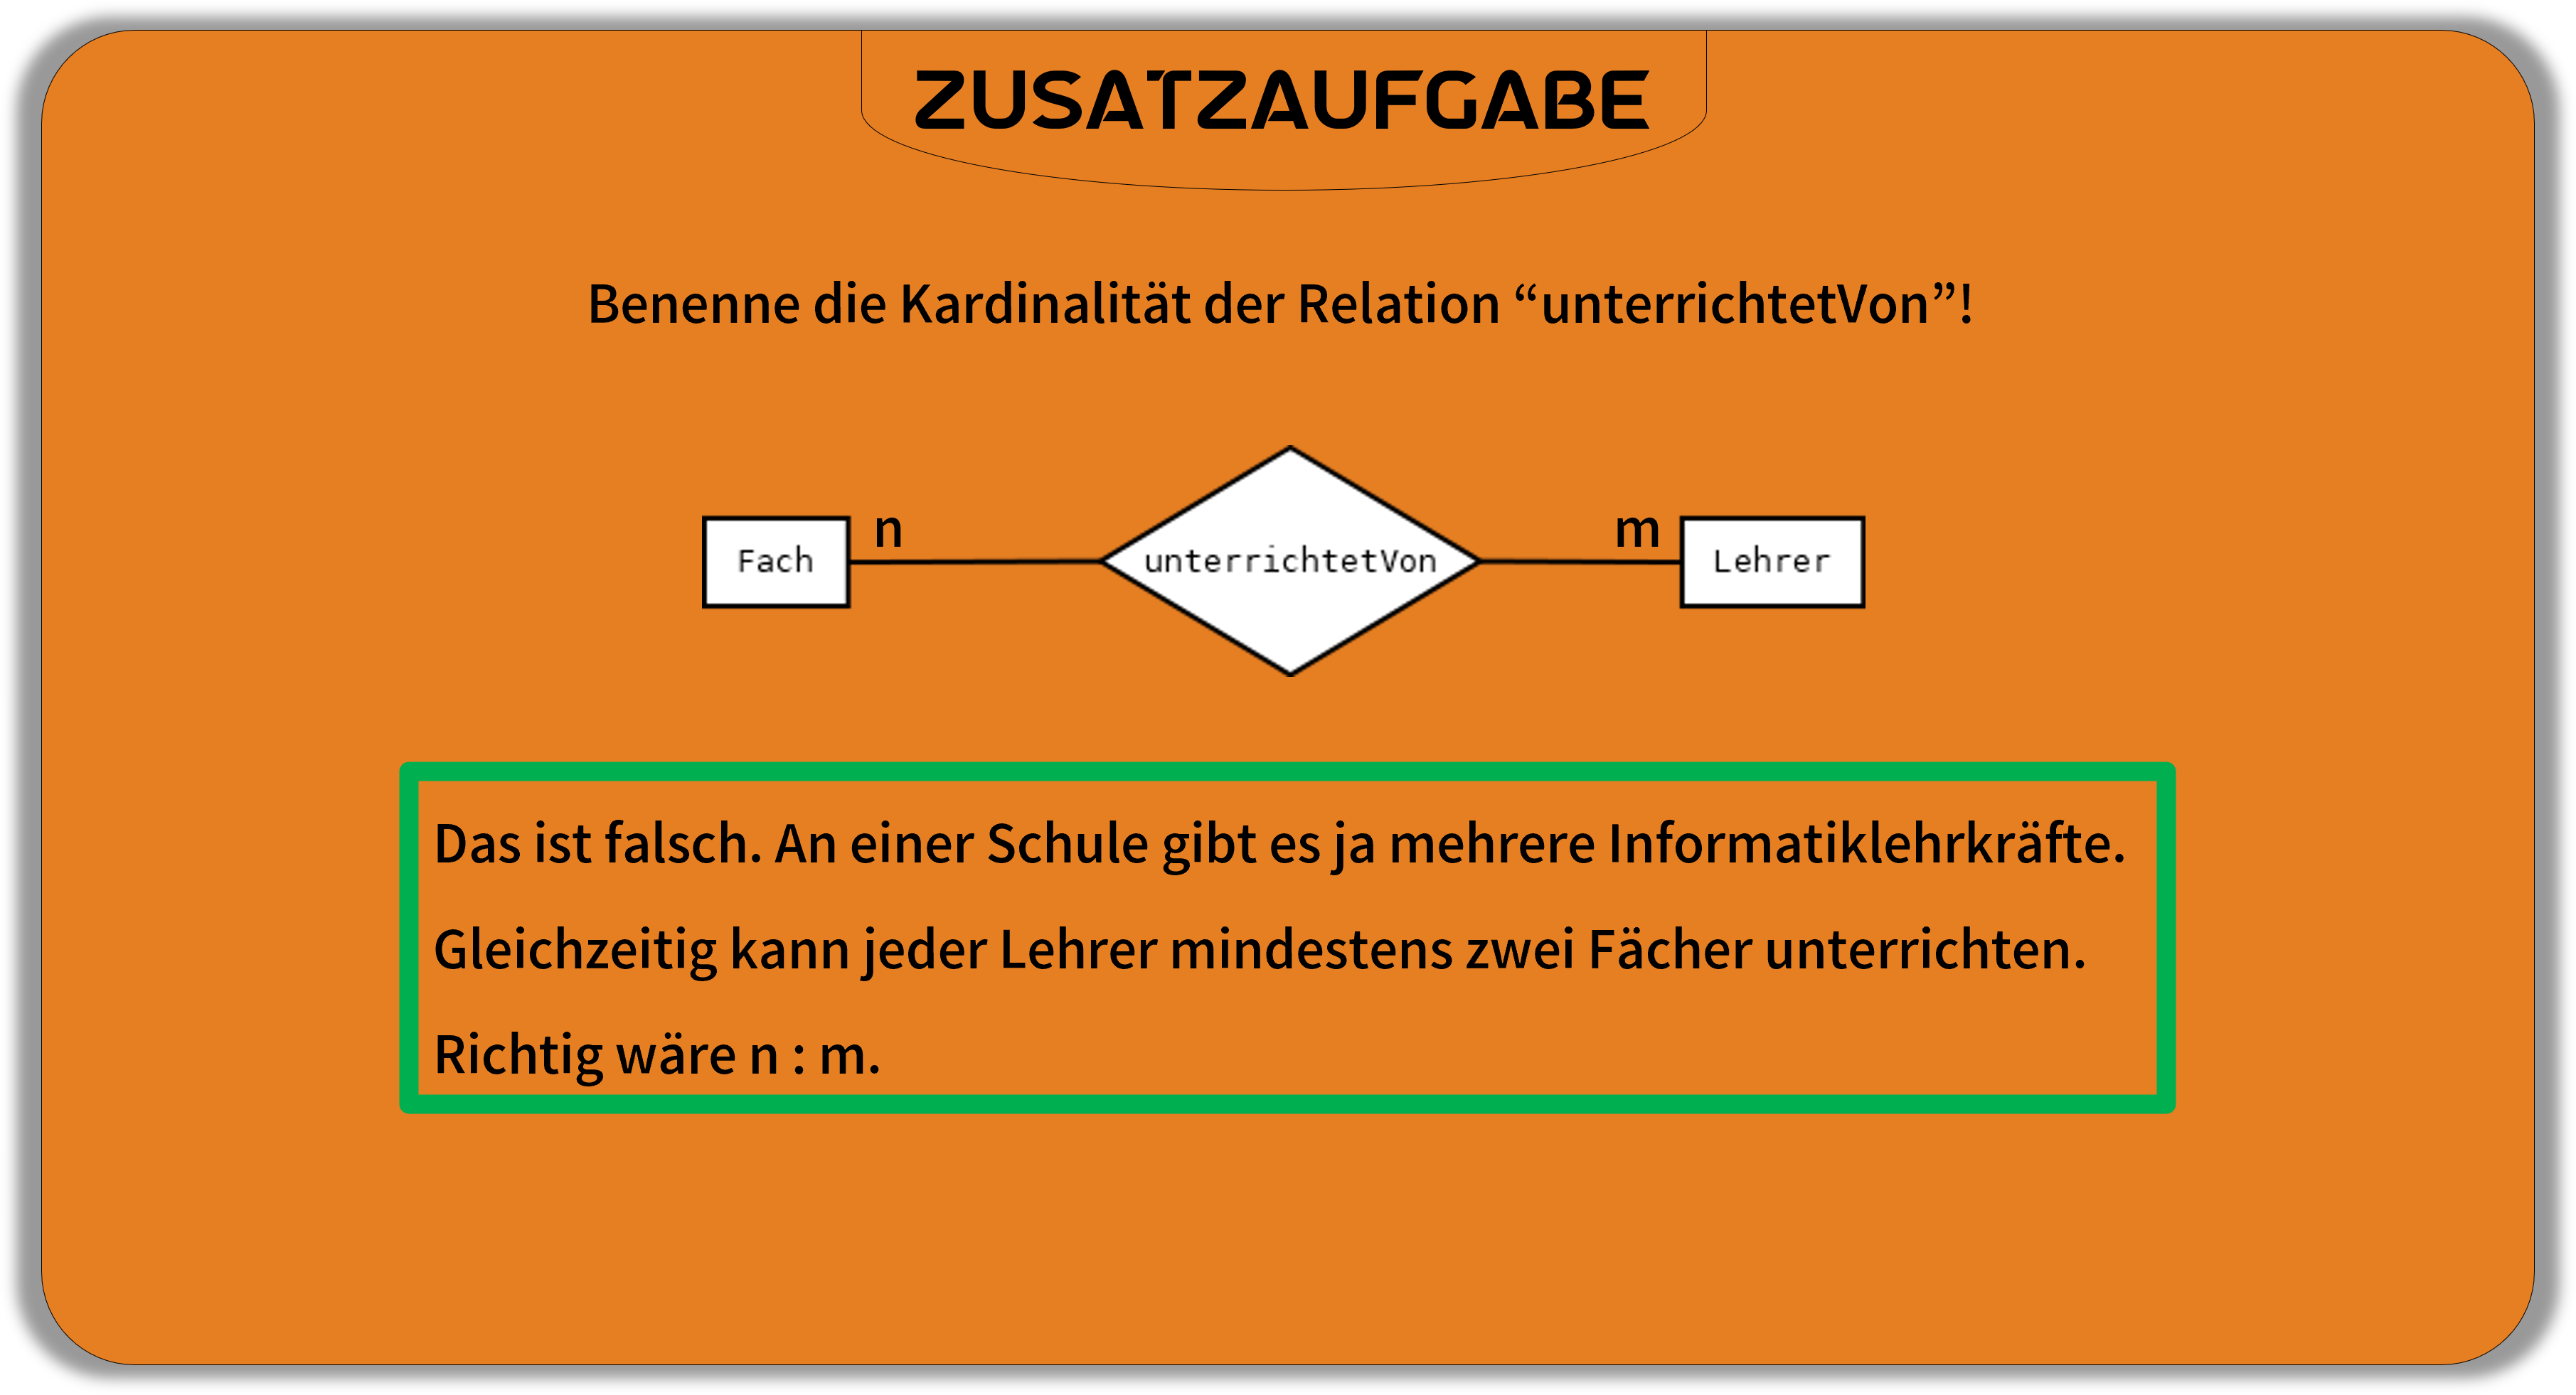 ZUSATZAUFGABE
Benenne die Kardinalität der Relation “unterrichtetVon”!
n
m
Fach
unterrichtetVon
Lehrer
Das ist falsch. An einer Schule gibt es ja mehrere Informatiklehrkräfte.
Gleichzeitig kann jeder Lehrer mindestens zwei Fächer unterrichten.
Richtig wäre n : m.